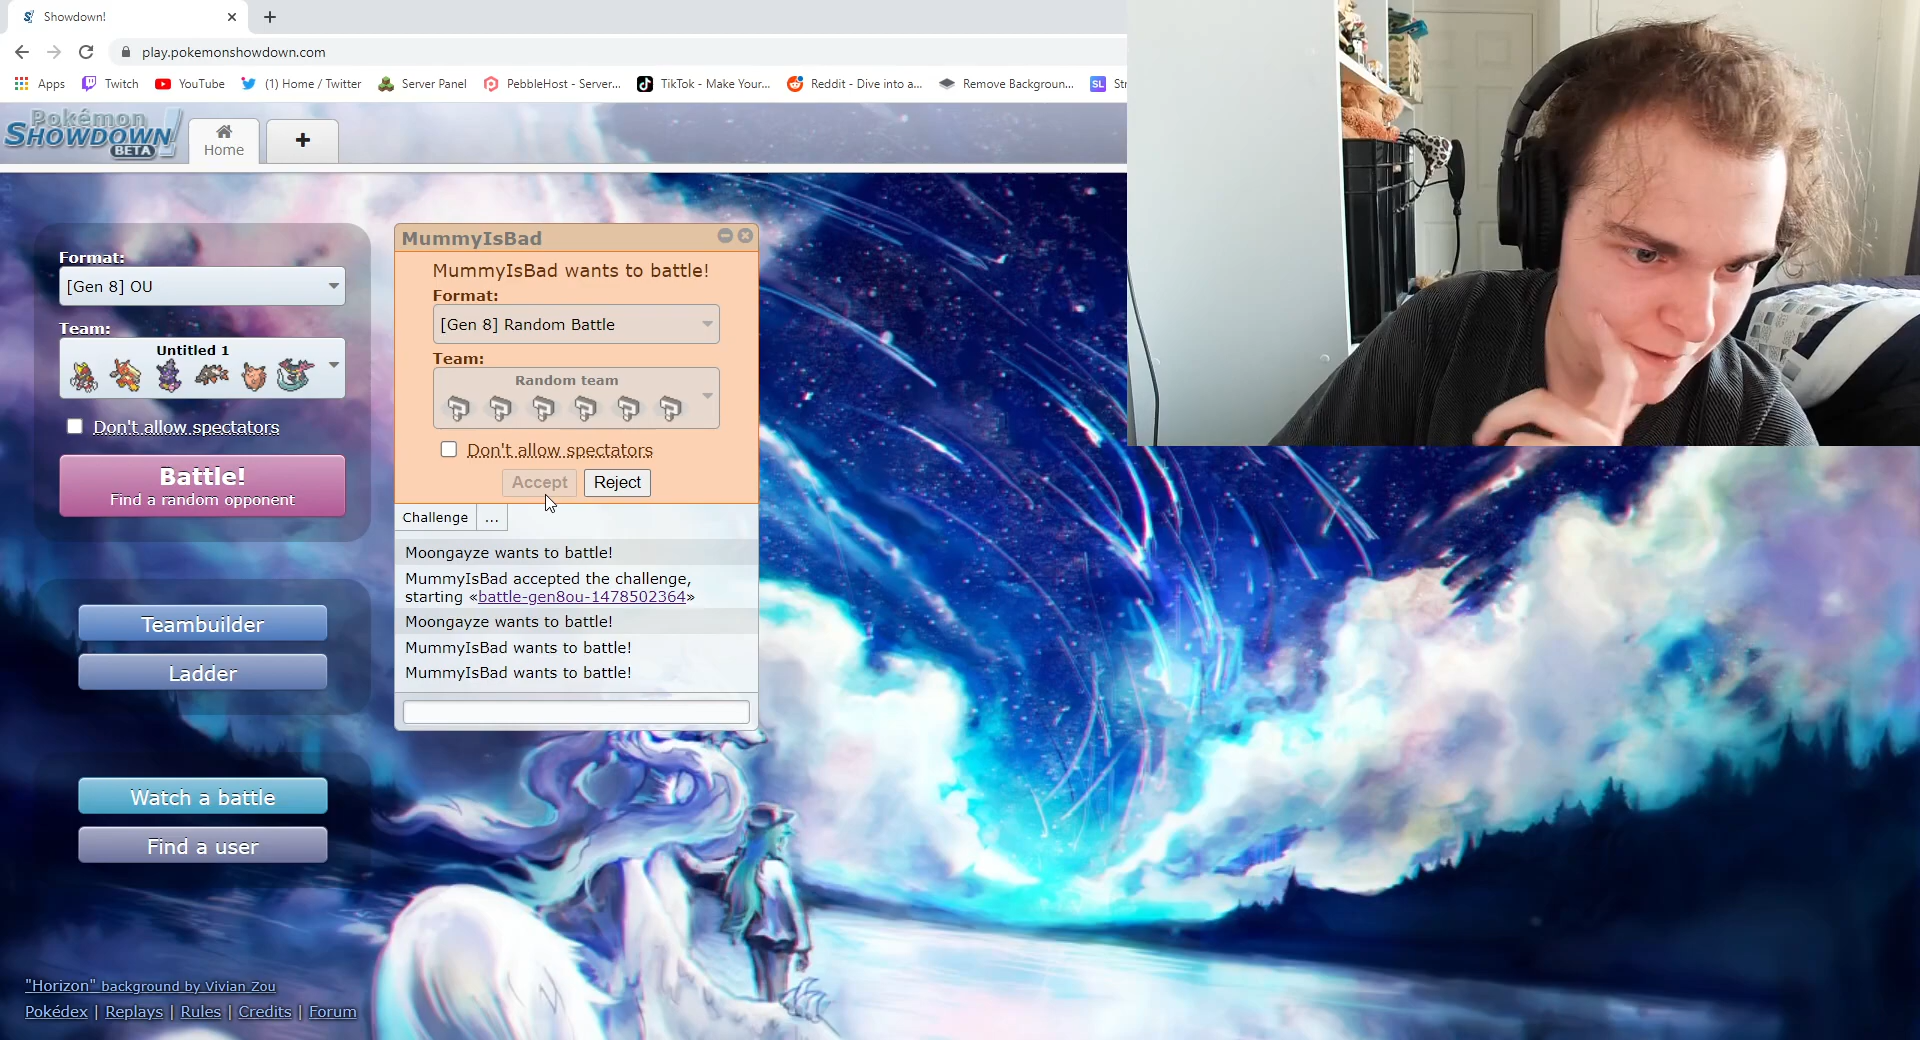 Showdown!
play.pokemonshowdown.com
Apps Twitch YouTube (1) Home / Twitter Server Panel PebbleHost - Server... TikTok - Make Your... Reddit - Dive into a... Remove Backgroun... SL Str
Pokémon
SHOWDOWN!
BETA
Home
Format:
[Gen 8] OU
Team:
Untitled 1
Don't allow spectators
Battle!
Find a random opponent
Teambuilder
Ladder
Watch a battle
Find a user
"Horizon" background by Vivian Zou
Pokédex | Replays | Rules | Credits | Forum
MummyIsBad
MummyIsBad wants to battle!
Format:
[Gen 8] Random Battle
Team:
Random team
Don't allow spectators
Accept Reject
Challenge ...
Moongayze wants to battle!
MummyIsBad accepted the challenge,
starting «battle-gen8ou-1478502364»
Moongayze wants to battle!
MummyIsBad wants to battle!
MummyIsBad wants to battle!